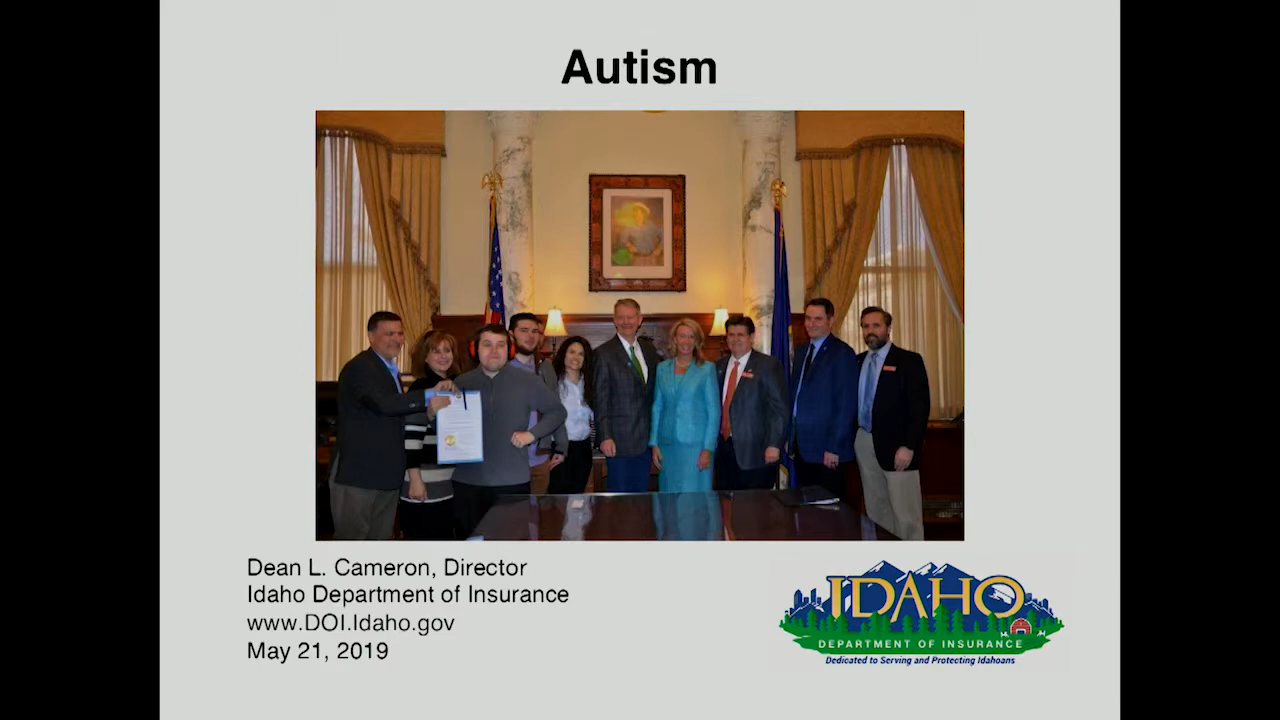 Autism
Dean L. Cameron, Director
Idaho Department of Insurance
www.DOI.Idaho.gov
May 21, 2019
IDAHO
DEPARTMENT OF INSURANCE
Dedicated to Serving and Protecting Idahoans